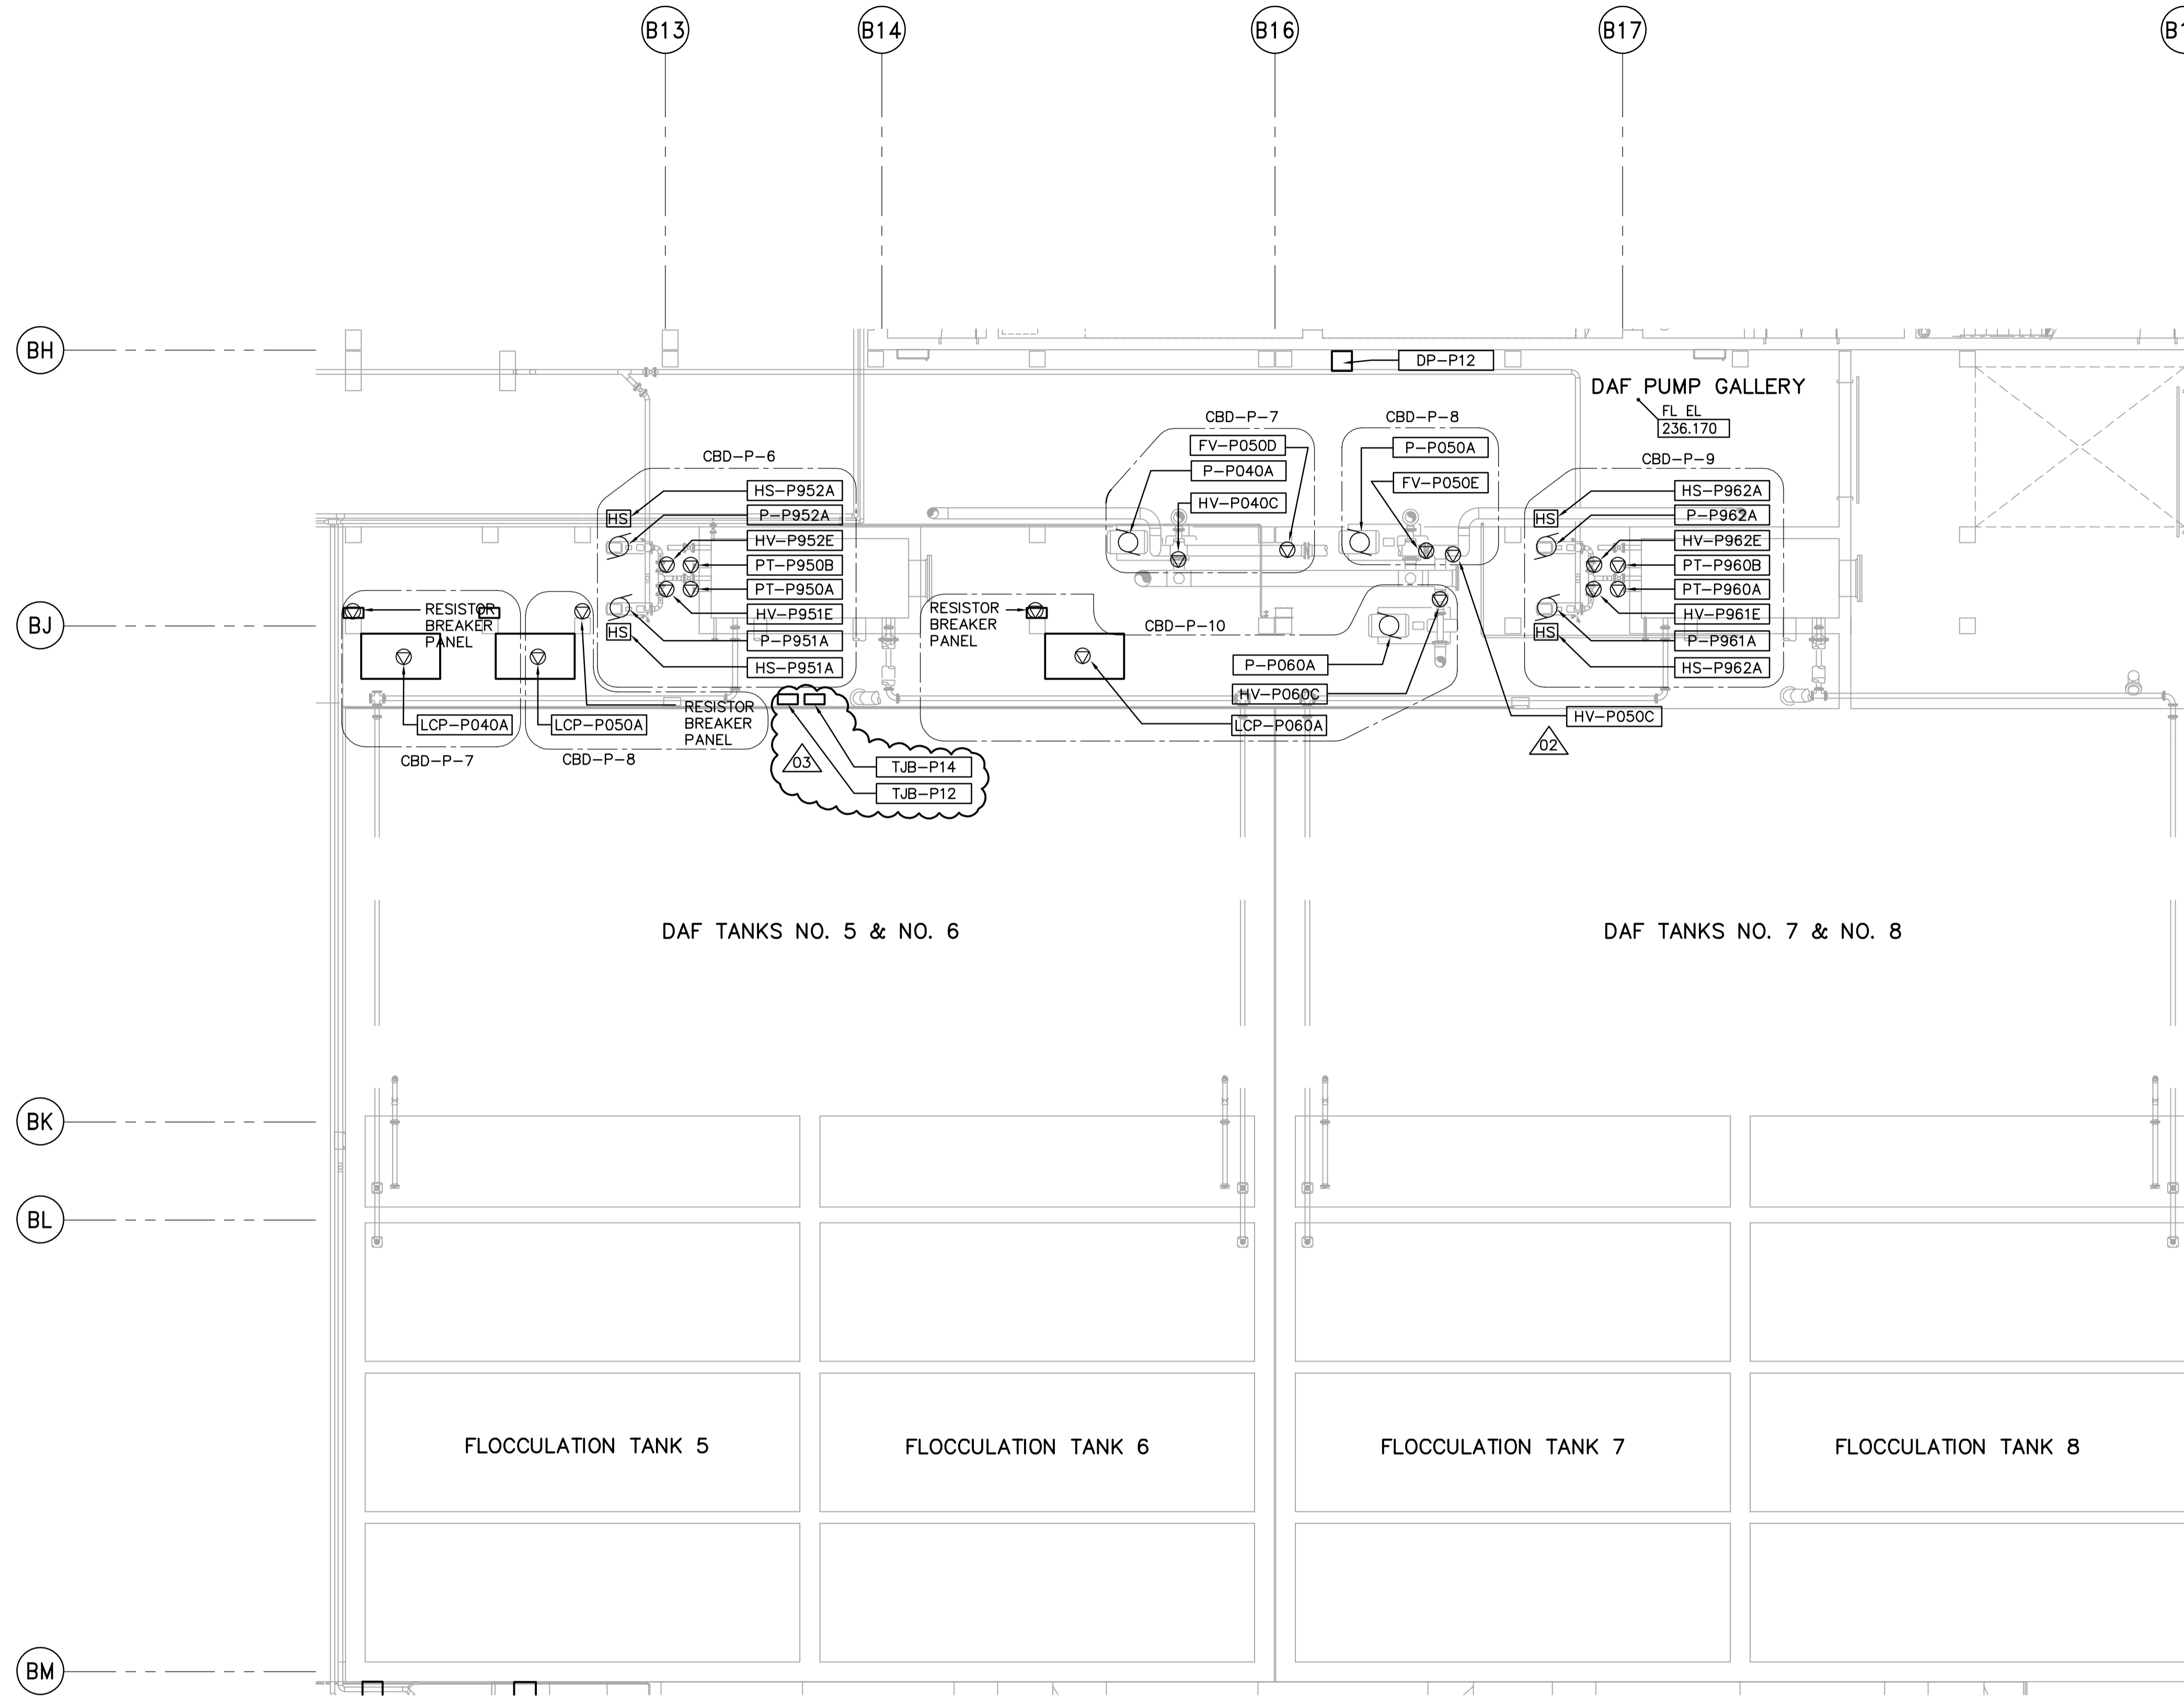 B13
B14
B16
B17
BH
DP-P12
DAF PUMP GALLERY
FL EL
236.170
CBD-P-6
HS-P952A
P-P952A
HV-P952E
PT-P950B
PT-P950A
HV-P951E
P-P951A
HS-P951A
HS
HS
CBD-P-7
FV-P050D
P-P040A
HV-P040C
CBD-P-8
P-P050A
FV-P050E
CBD-P-9
HS-P962A
P-P962A
HV-P962E
PT-P960B
PT-P960A
HV-P961E
P-P961A
HS-P962A
HS
HS
BJ
RESISTOR
BREAKER
PANEL
LCP-P040A
CBD-P-7
LCP-P050A
CBD-P-8
RESISTOR
BREAKER
PANEL
RESISTOR
BREAKER
PANEL
CBD-P-10
P-P060A
HV-P060C
LCP-P060A
HV-P050C
02
03
TJB-P14
TJB-P12
DAF TANKS NO. 5 & NO. 6
DAF TANKS NO. 7 & NO. 8
BK
BL
FLOCCULATION TANK 5
FLOCCULATION TANK 6
FLOCCULATION TANK 7
FLOCCULATION TANK 8
BM